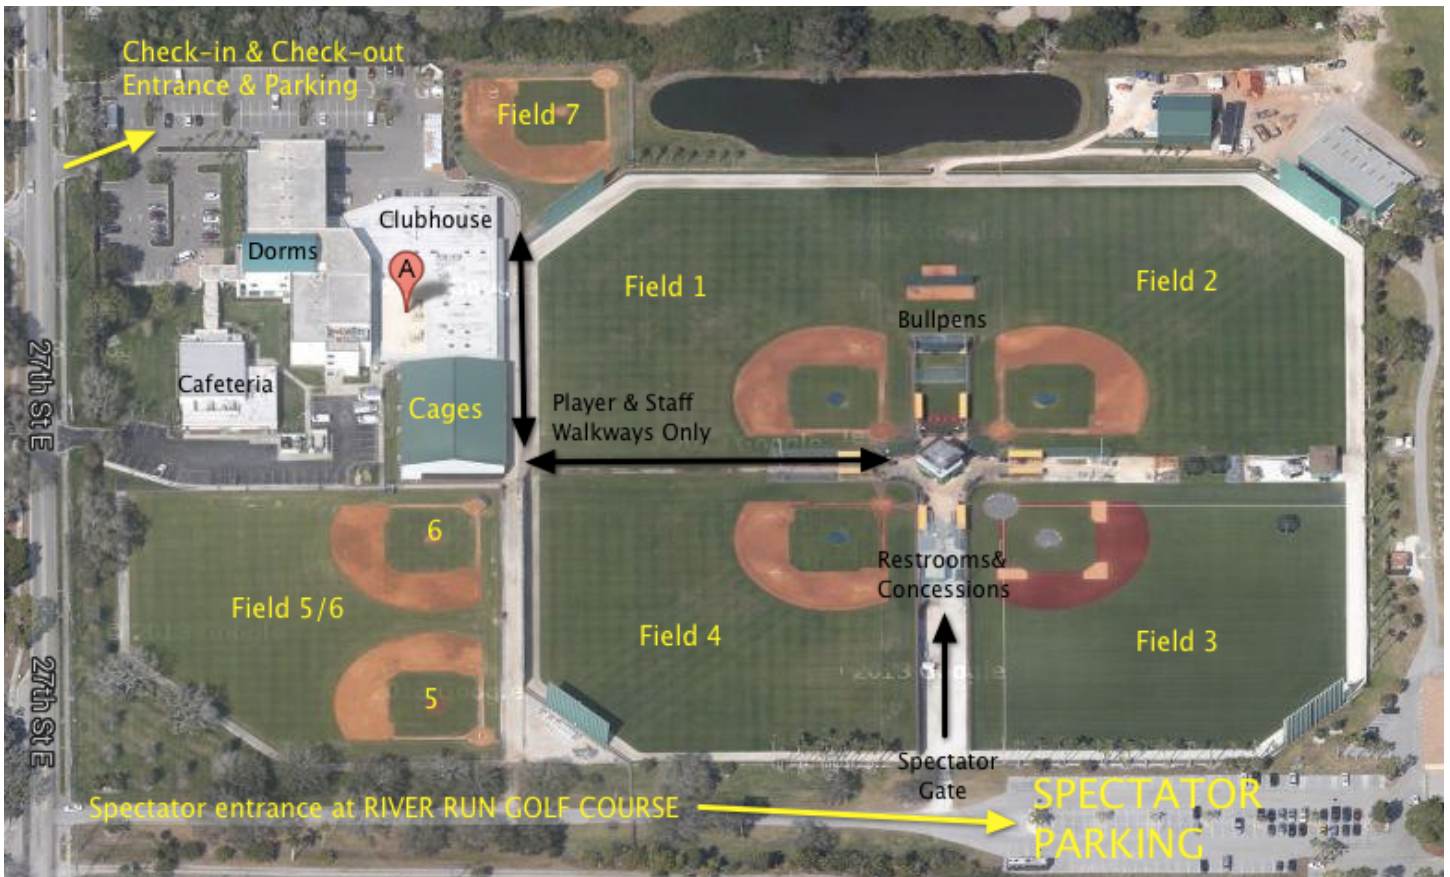 Check-in & Check-out
Entrance & Parking
Field 7
Clubhouse
Dorms
A
Field 1
Field 2
Bullpens
27th St E
Cafeteria
Cages
Player & Staff
Walkways Only
6
Restrooms&
Concessions
Field 5/6
Field 4
Field 3
5
27th St E
Spectator
Gate
Spectator entrance at RIVER RUN GOLF COURSE
SPECTATOR
PARKING